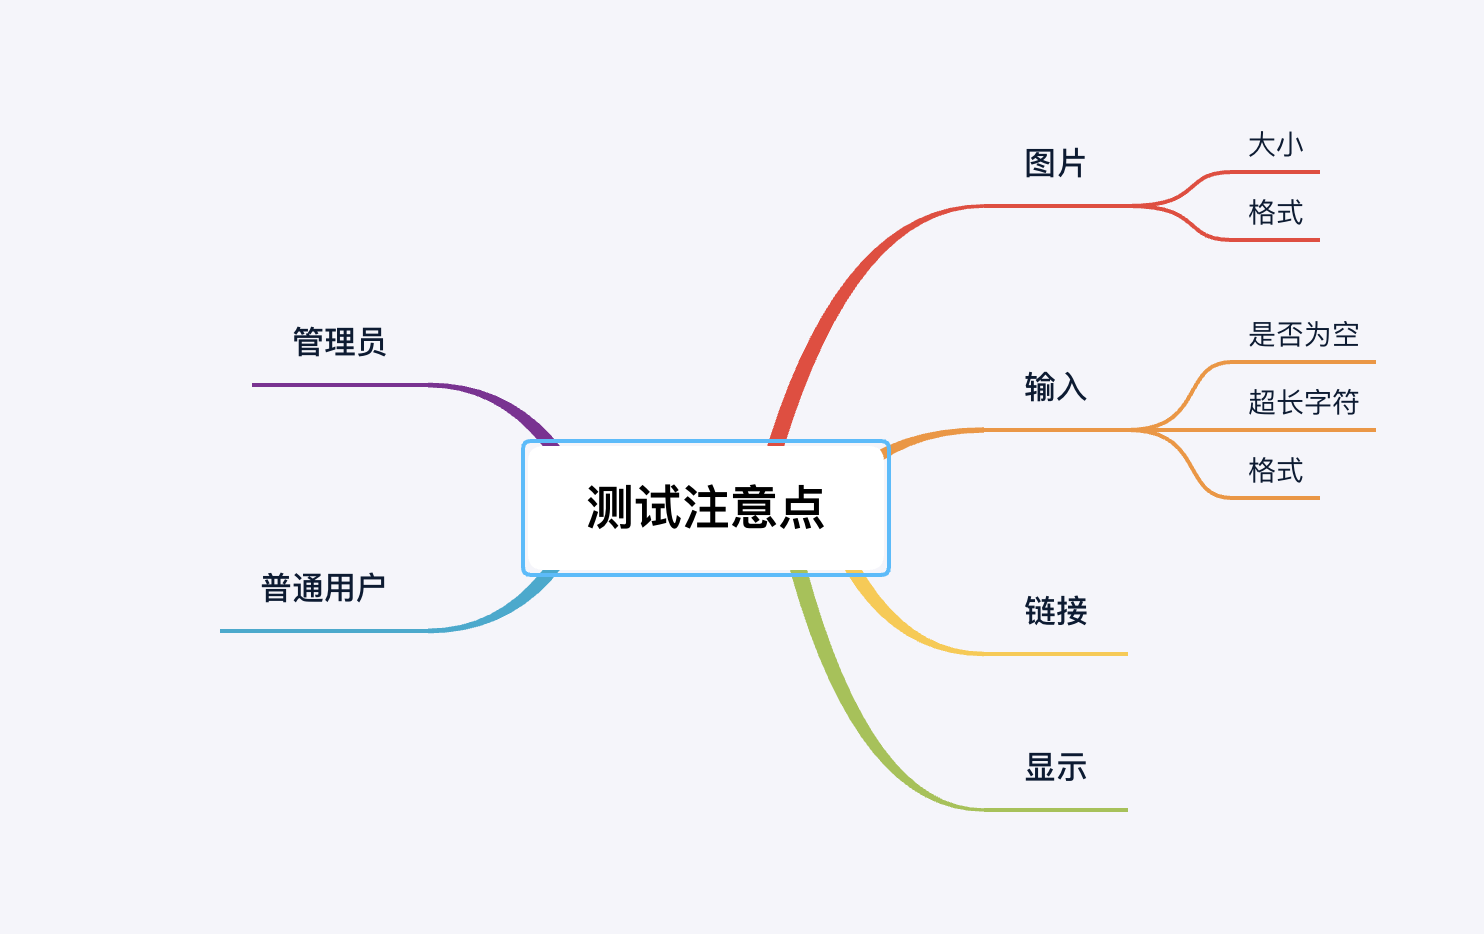 测试注意点
图片
大小
格式
输入
是否为空
超长字符
格式
链接
显示
管理员
普通用户